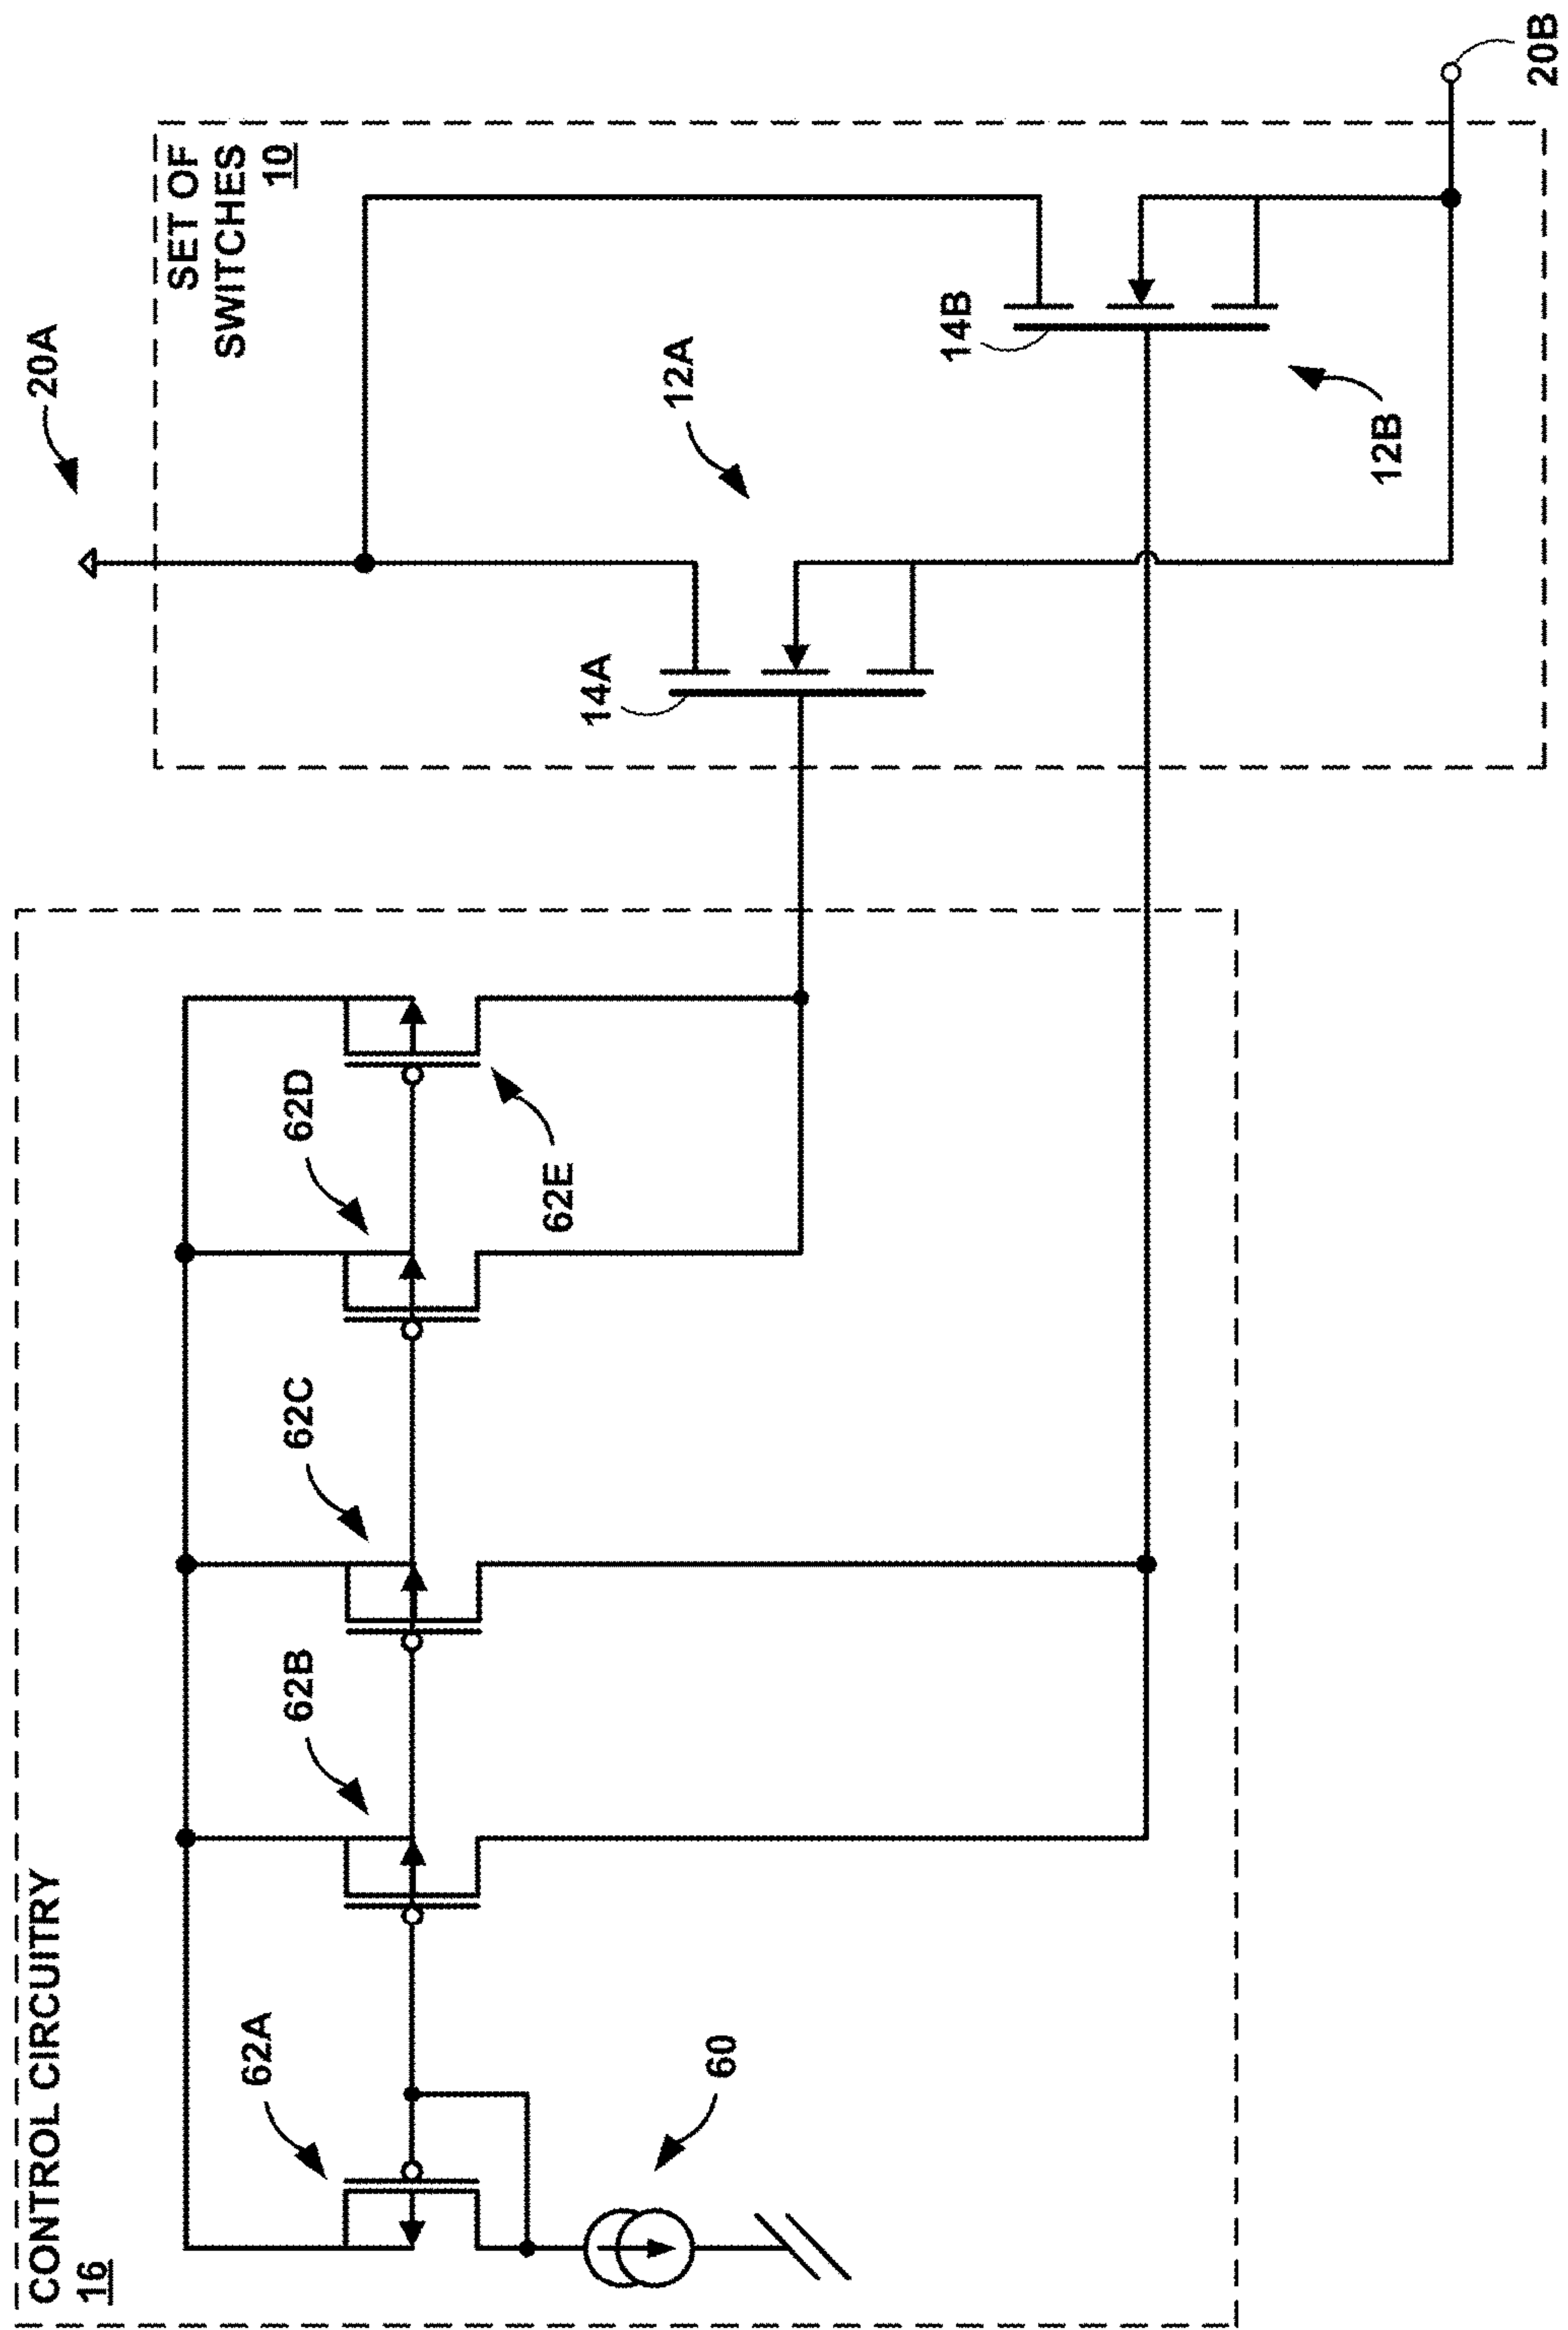 CONTROL CIRCUITRY
16
62A
60
62B
62C
62D
62E
SET OF
SWITCHES
10
20A
14A
12A
14B
12B
20B